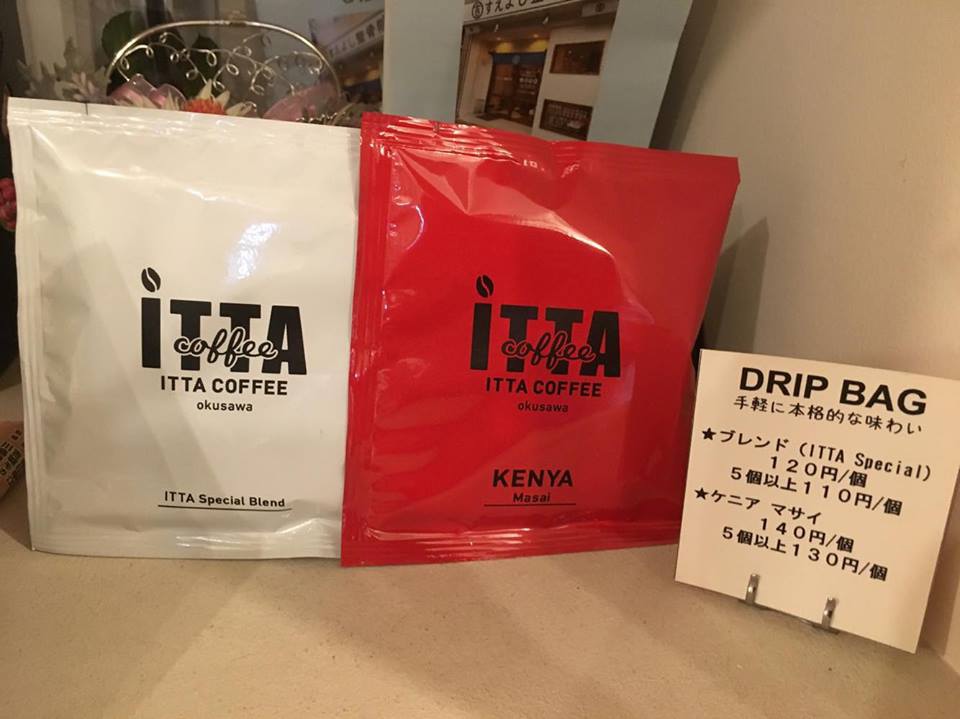 iTTA
coffee
ITTA COFFEE
okusawa
ITTA Special Blend
iTTA
coffee
ITTA COFFEE
okusawa
KENYA
Masai
DRIP BAG
手軽に本格的な味わい
★ブレンド（ITTA Special）
１２０円/個
５個以上１１０円/個
★ケニア マサイ
１４０円/個
５個以上１３０円/個